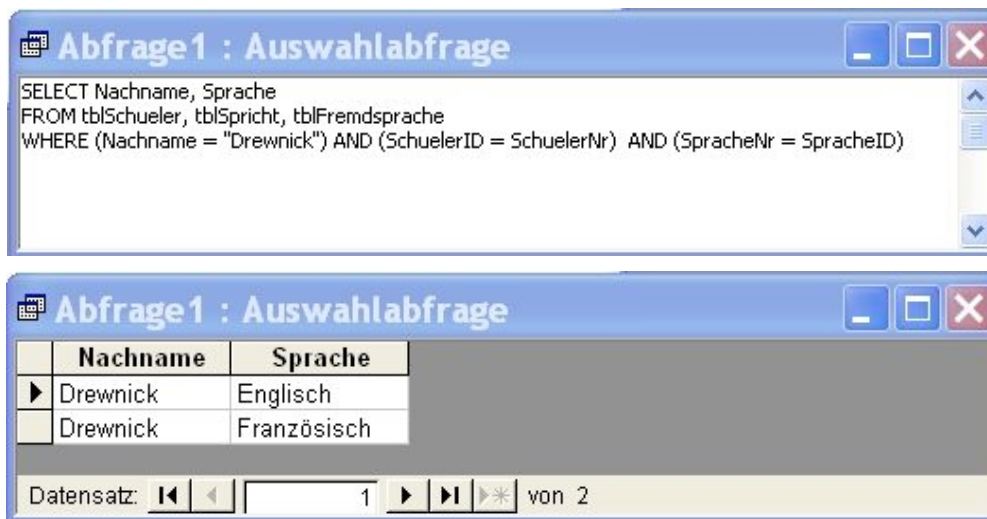 Abfrage1 : Auswahlabfrage
SELECT Nachname, Sprache
FROM tblSchueler, tblSpricht, tblFremdsprache
WHERE (Nachname = "Drewnick") AND (SchuelerID = SchuelerNr)  AND (SpracheNr = SpracheID)
Abfrage1 : Auswahlabfrage
Nachname Sprache
Drewnick Englisch
Drewnick Französisch
Datensatz: 1 von 2